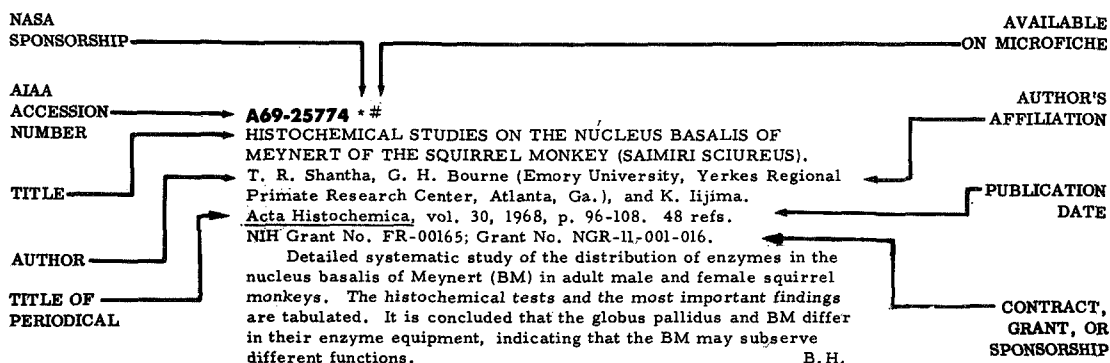 NASA
SPONSORSHIP
AIAA
ACCESSION
NUMBER
TITLE
AUTHOR
TITLE OF
PERIODICAL
A69-25774 *#
HISTOCHEMICAL STUDIES ON THE NUCLEUS BASALIS OF
MEYNERT OF THE SQUIRREL MONKEY (SAIMIRI SCIUREUS).
T. R. Shantha, G. H. Bourne (Emory University, Yerkes Regional
Primate Research Center, Atlanta, Ga.), and K. Iijima.
Acta Histochemica, vol. 30, 1968, p. 96-108. 48 refs.
NIH Grant No. FR-00165; Grant No. NGR-11-001-016.
Detailed systematic study of the distribution of enzymes in the
nucleus basalis of Meynert (BM) in adult male and female squirrel
monkeys. The histochemical tests and the most important findings
are tabulated. It is concluded that the globus pallidus and BM differ
in their enzyme equipment, indicating that the BM may subserve
different functions. B.H.
AVAILABLE
ON MICROFICHE
AUTHOR'S
AFFILIATION
PUBLICATION
DATE
CONTRACT,
GRANT, OR
SPONSORSHIP